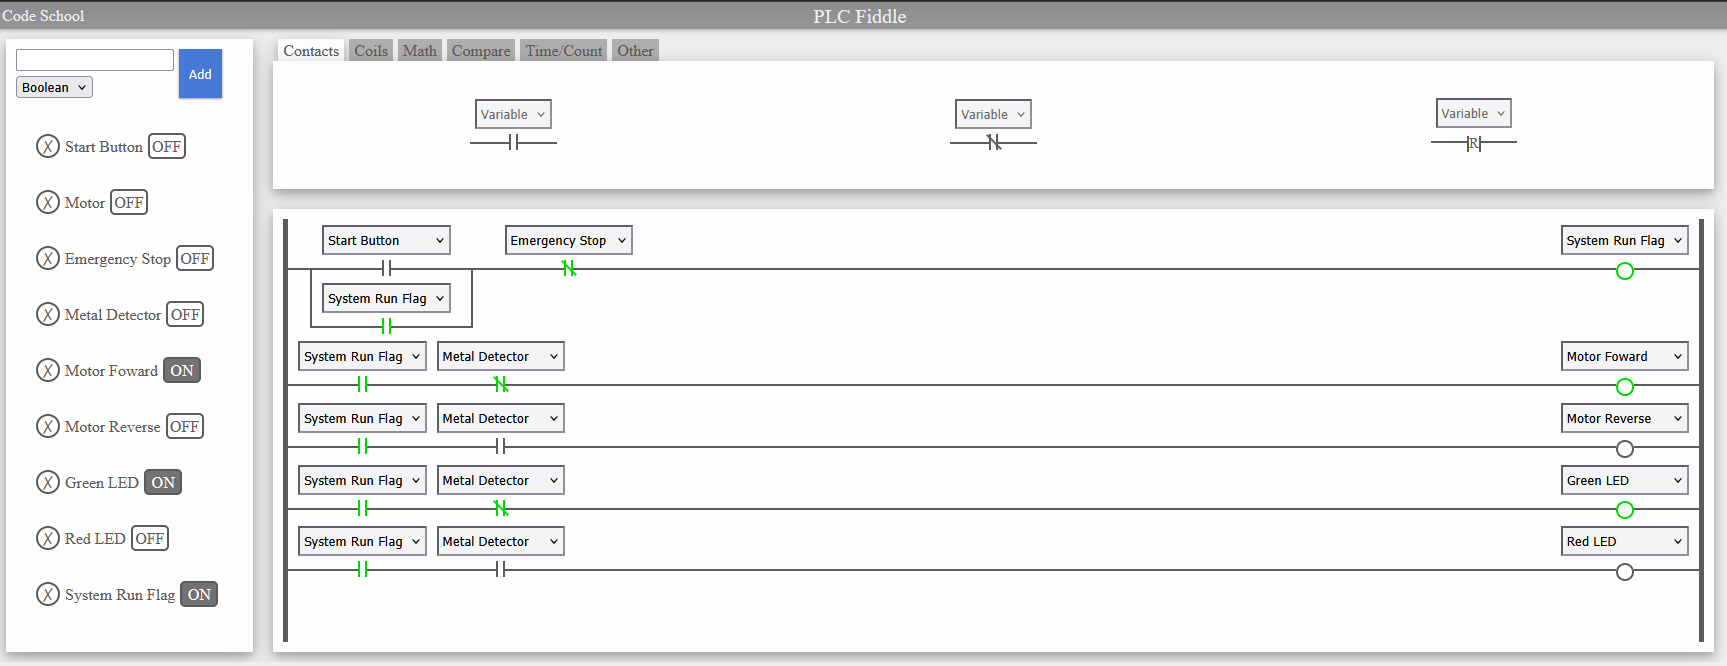 Code School
PLC Fiddle
Add
Boolean
X Start Button OFF
X Motor OFF
X Emergency Stop OFF
X Metal Detector OFF
X Motor Foward ON
X Motor Reverse OFF
X Green LED ON
X Red LED OFF
X System Run Flag ON
Contacts Coils Math Compare Time/Count Other
Variable Variable Variable
R
Start Button Emergency Stop System Run Flag
System Run Flag
System Run Flag Metal Detector Motor Foward
System Run Flag Metal Detector Motor Reverse
System Run Flag Metal Detector Green LED
System Run Flag Metal Detector Red LED